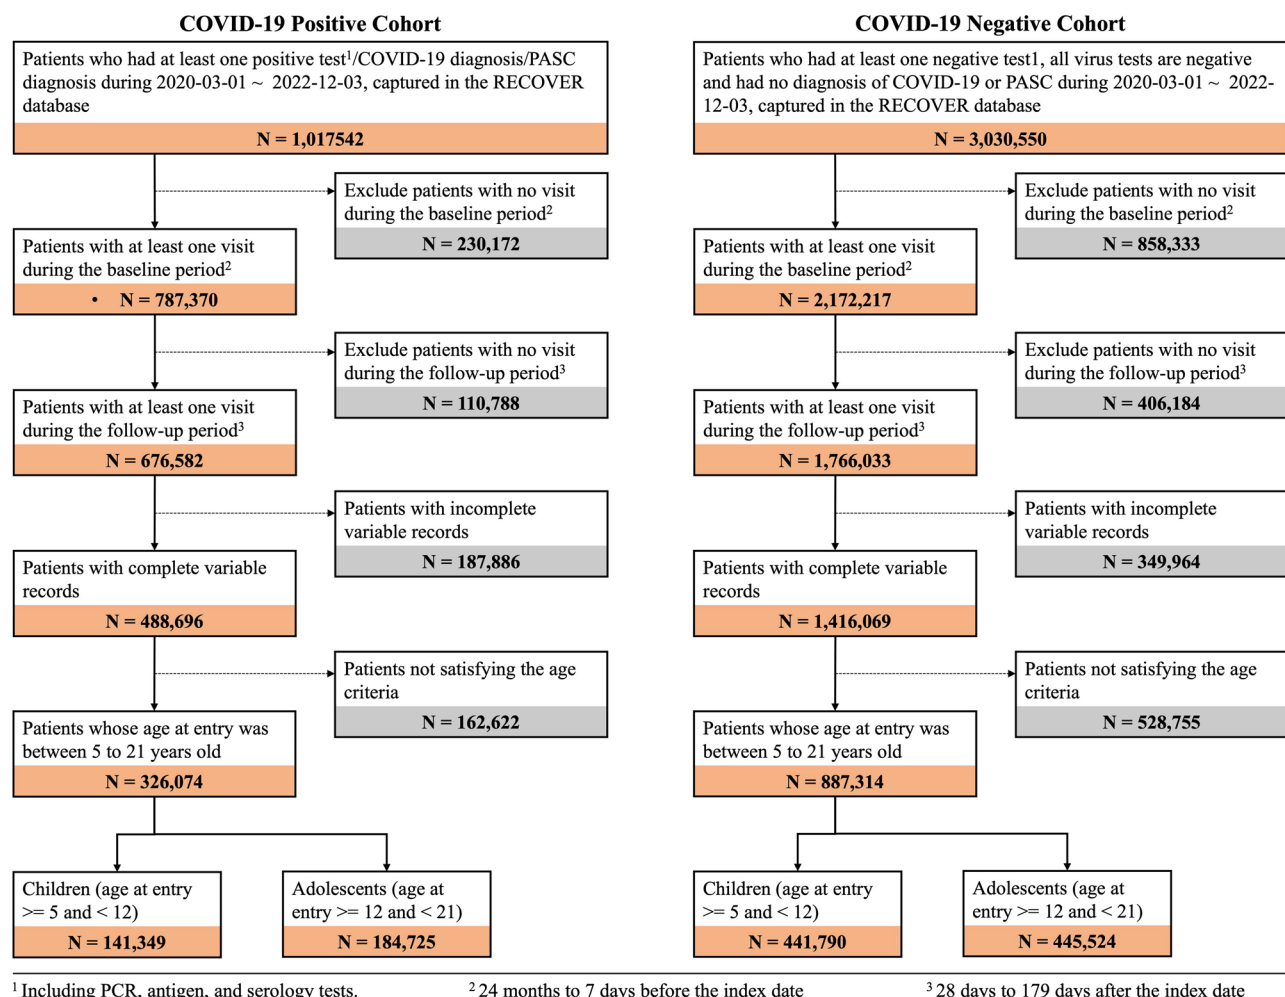 COVID-19 Positive Cohort
Patients who had at least one positive test¹/COVID-19 diagnosis/PASC
diagnosis during 2020-03-01 ~ 2022-12-03, captured in the RECOVER
database
N = 1,017542
Exclude patients with no visit
during the baseline period²
N = 230,172
Patients with at least one visit
during the baseline period²
• N = 787,370
Exclude patients with no visit
during the follow-up period³
N = 110,788
Patients with at least one visit
during the follow-up period³
N = 676,582
Patients with incomplete
variable records
N = 187,886
Patients with complete variable
records
N = 488,696
Patients not satisfying the age
criteria
N = 162,622
Patients whose age at entry was
between 5 to 21 years old
N = 326,074
Children (age at entry
>= 5 and < 12)
N = 141,349
Adolescents (age at
entry >= 12 and < 21)
N = 184,725
COVID-19 Negative Cohort
Patients who had at least one negative test1, all virus tests are negative
and had no diagnosis of COVID-19 or PASC during 2020-03-01 ~ 2022-
12-03, captured in the RECOVER database
N = 3,030,550
Exclude patients with no visit
during the baseline period²
N = 858,333
Patients with at least one visit
during the baseline period²
N = 2,172,217
Exclude patients with no visit
during the follow-up period³
N = 406,184
Patients with at least one visit
during the follow-up period³
N = 1,766,033
Patients with incomplete
variable records
N = 349,964
Patients with complete variable
records
N = 1,416,069
Patients not satisfying the age
criteria
N = 528,755
Patients whose age at entry was
between 5 to 21 years old
N = 887,314
Children (age at entry
>= 5 and < 12)
N = 441,790
Adolescents (age at
entry >= 12 and < 21)
N = 445,524
¹ Including PCR, antigen, and serology tests.
² 24 months to 7 days before the index date
³ 28 days to 179 days after the index date